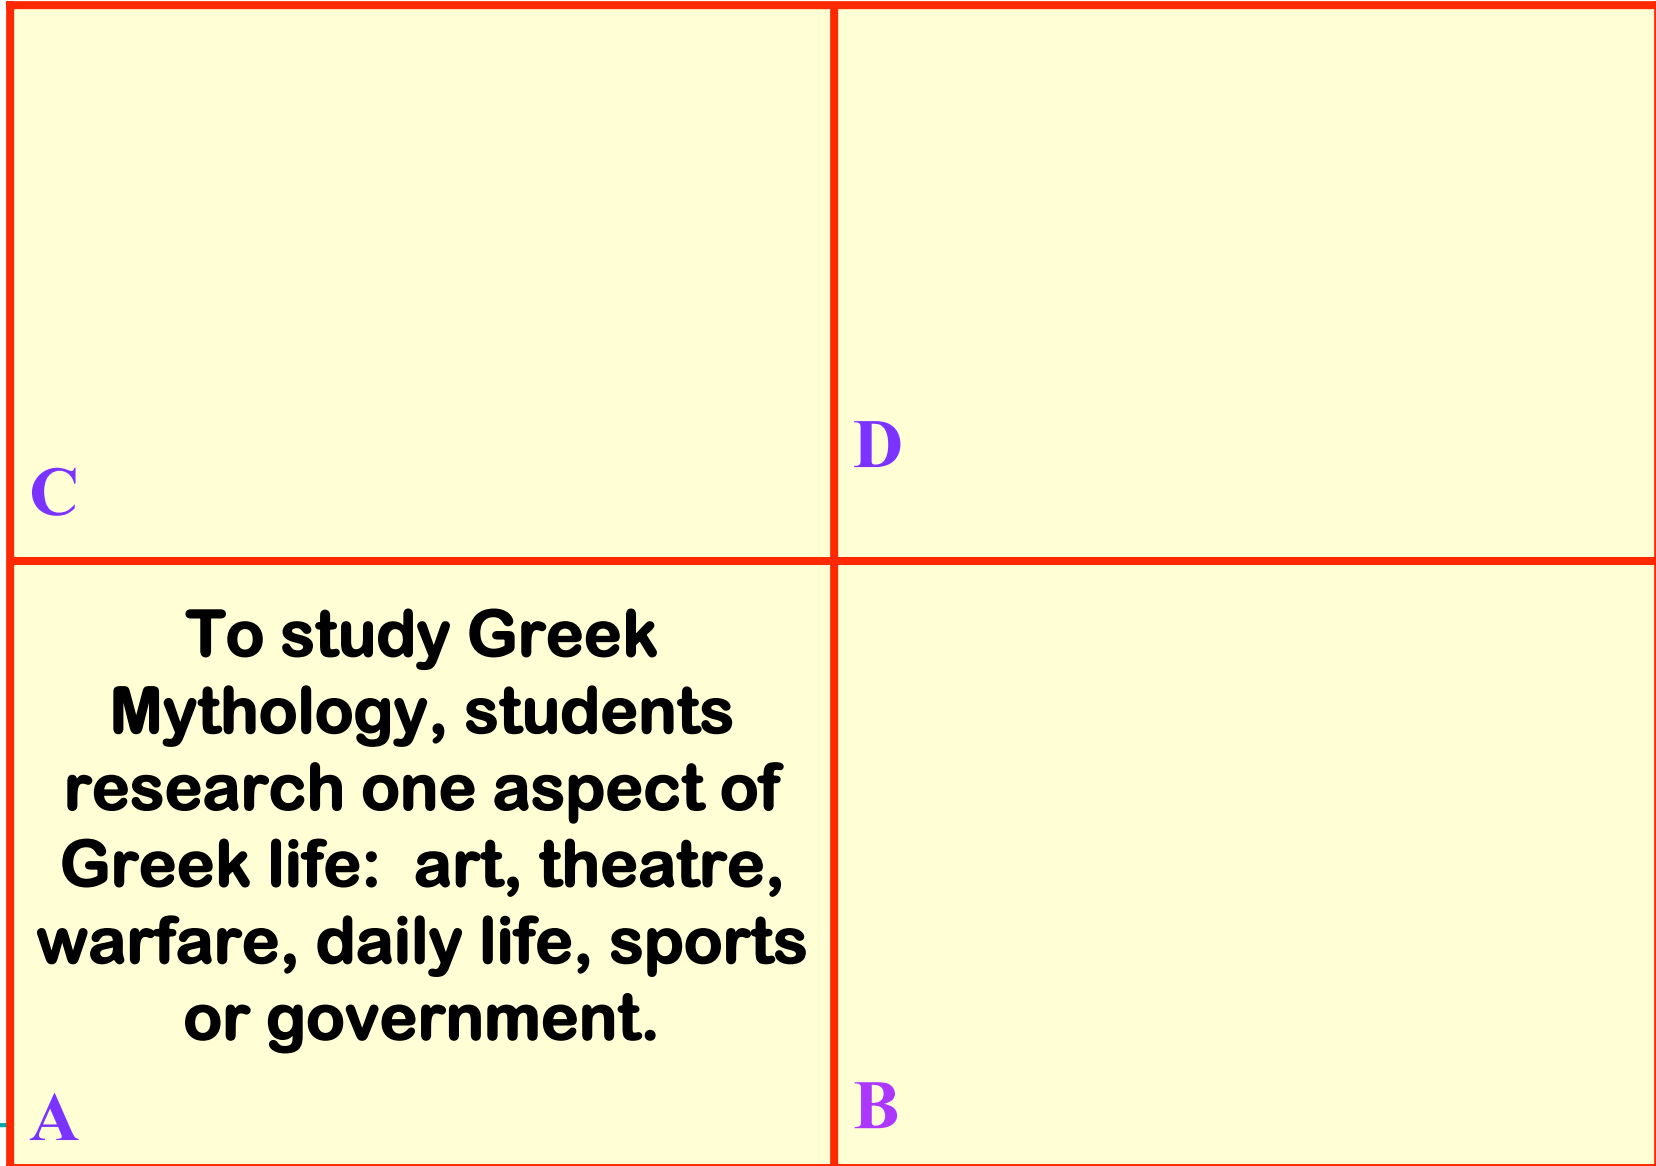 C
D
To study Greek
Mythology, students
research one aspect of
Greek life:  art, theatre,
warfare, daily life, sports
or government.
A
B